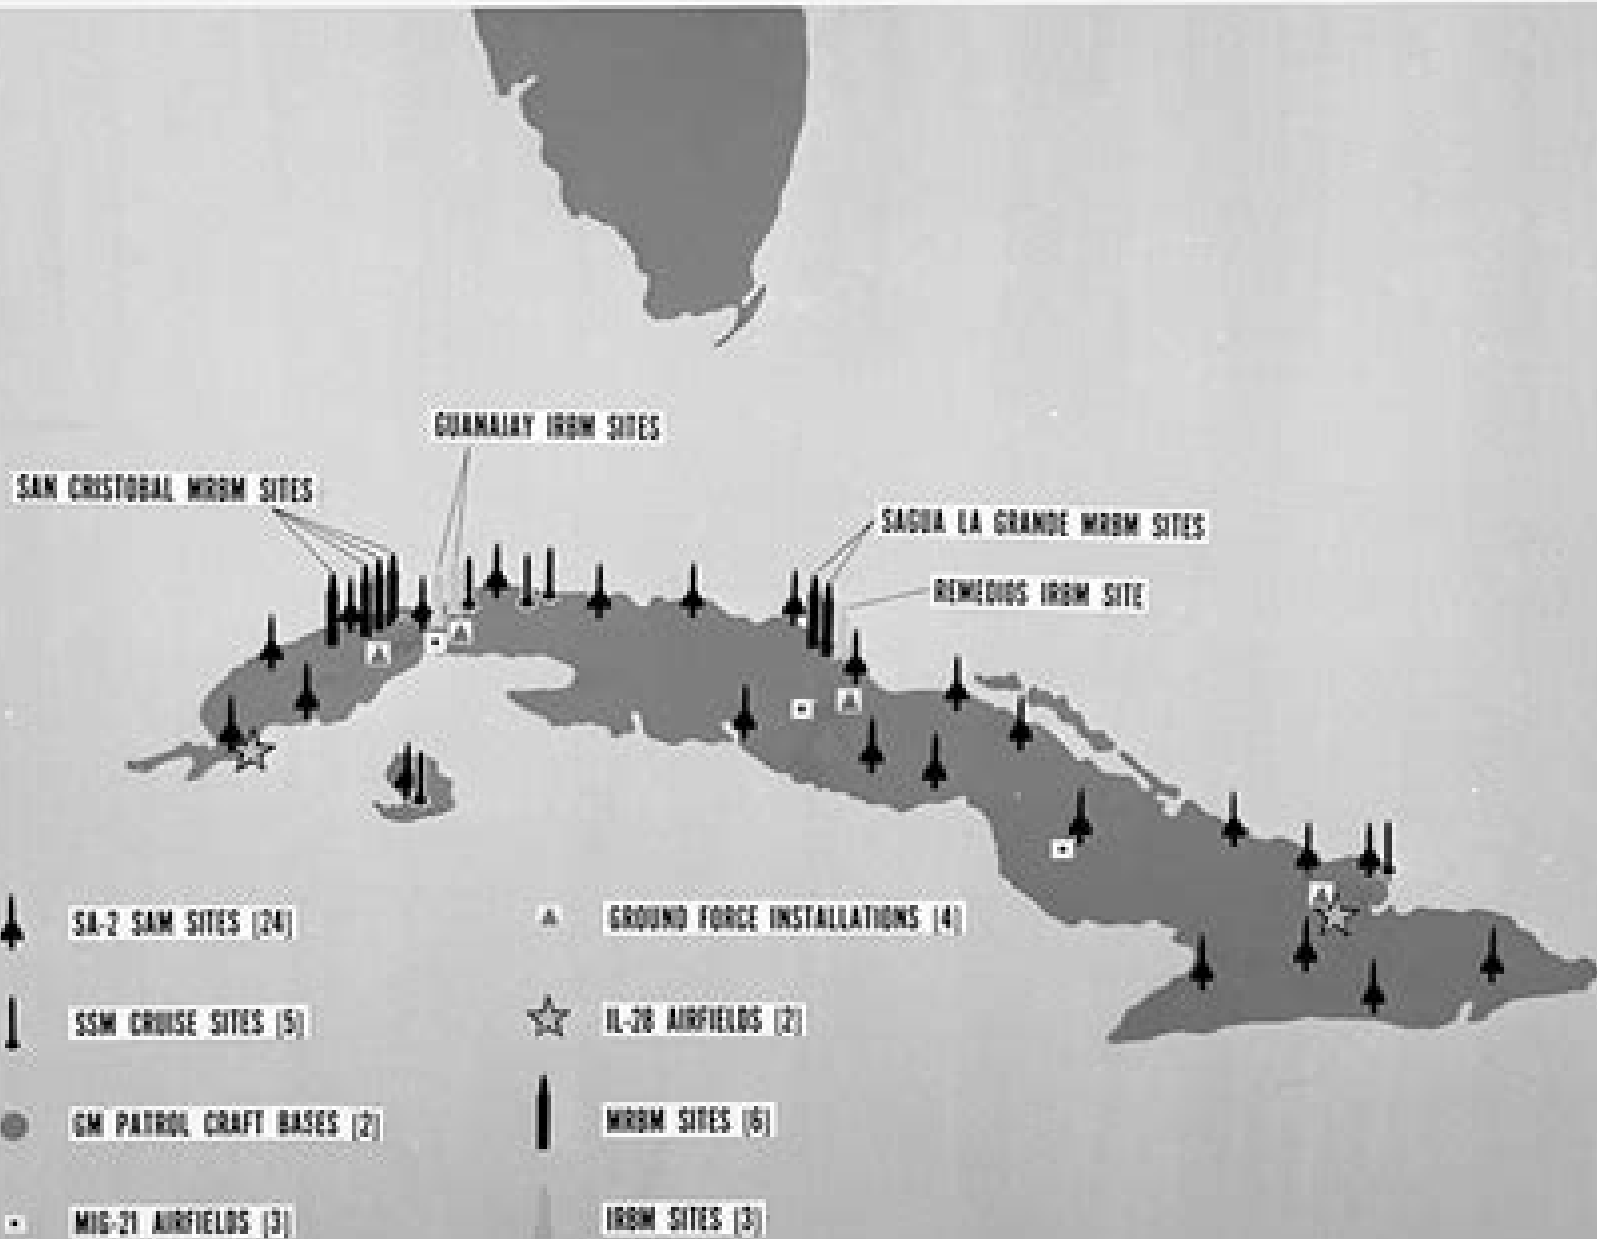 GUANAJAY IRBM SITES
SAN CRISTOBAL MRBM SITES
SAGUA LA GRANDE MRBM SITES
REMEDIOS IRBM SITE
SA-2 SAM SITES (24)
GROUND FORCE INSTALLATIONS (4)
SSM CRUISE SITES (5)
IL-28 AIRFIELDS (2)
GM PATROL CRAFT BASES (2)
MRBM SITES (6)
MIG-21 AIRFIELDS (3)
IRBM SITES (3)